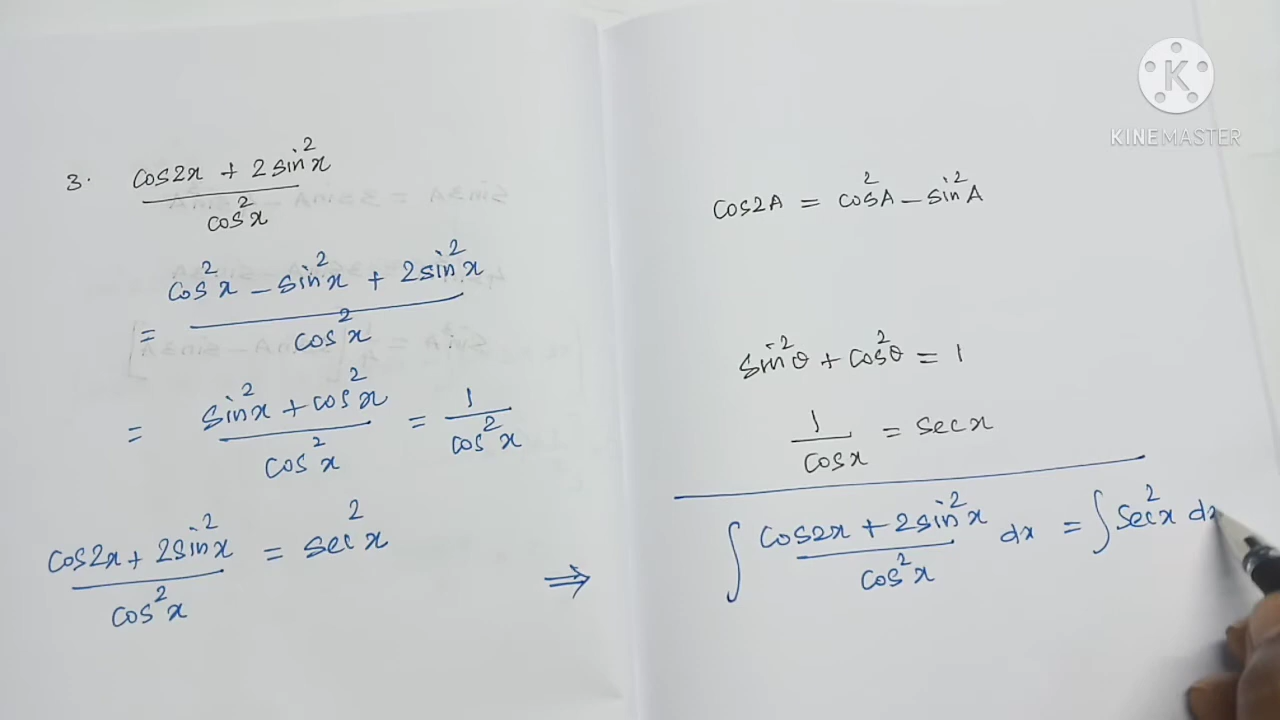 3. cos2x + 2sin²x / cos²x
= cos²x − sin²x + 2sin²x / cos²x
= sin²x + cos²x / cos²x = 1 / cos²x
cos2x + 2sin²x / cos²x = sec²x ⇒
K
KINEMASTER
cos2A = cos²A − sin²A
sin²θ + cos²θ = 1
1 / cosx = secx
∫ cos2x + 2sin²x / cos²x dx = ∫ sec²x dx